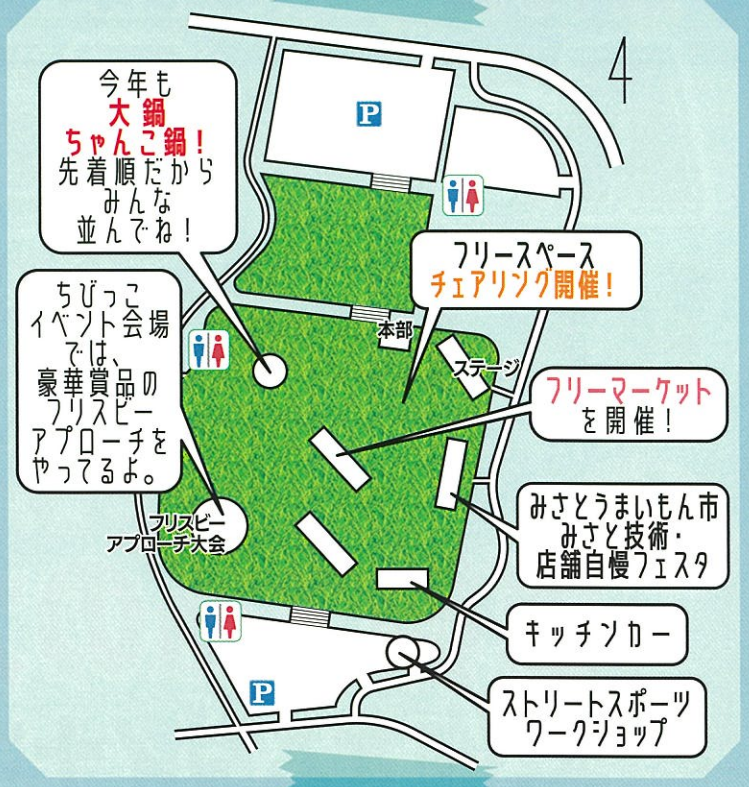 今年も
大鍋
ちゃんこ鍋！
先着順だから
みんな
並んでね！
P
フリースペース
チェアリング開催！
ちびっこ
イベント会場
では、
豪華賞品の
フリスビー
アプローチを
やってるよ。
本部
ステージ
フリーマーケット
を開催！
みさとうまいもん市
みさと技術・
店舗自慢フェスタ
フリスビー
アプローチ大会
キッチンカー
P
ストリートスポーツ
ワークショップ